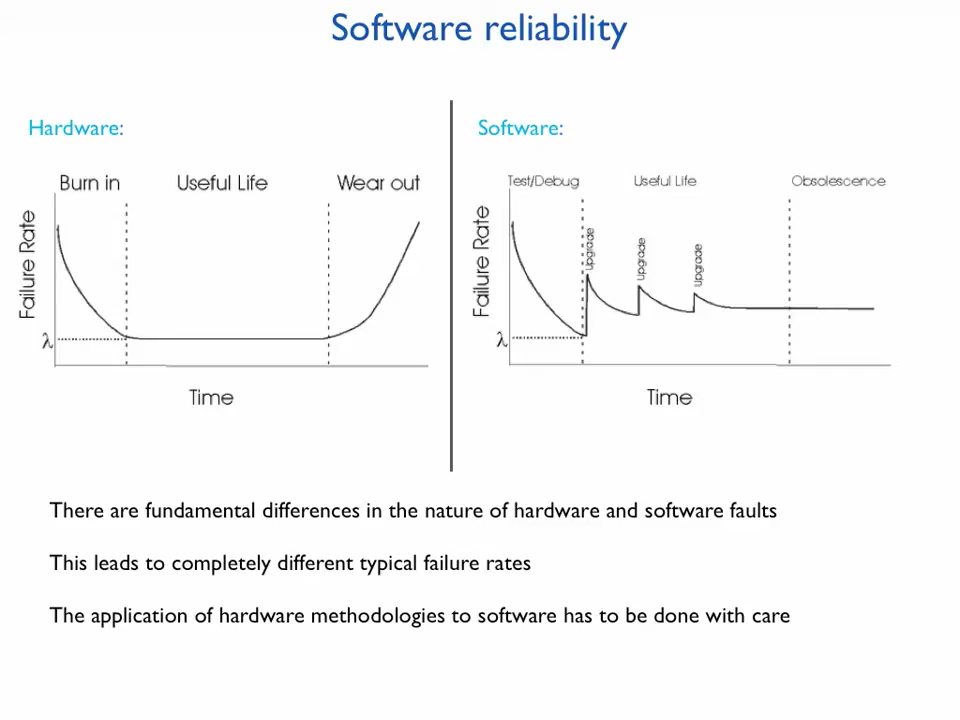 Software reliability
Hardware:
Burn in
Useful Life
Wear out
Failure Rate
λ
Time
Software:
Test/Debug
Useful Life
Obsolescence
Failure Rate
Upgrade
Upgrade
Upgrade
λ
Time
There are fundamental differences in the nature of hardware and software faults
This leads to completely different typical failure rates
The application of hardware methodologies to software has to be done with care